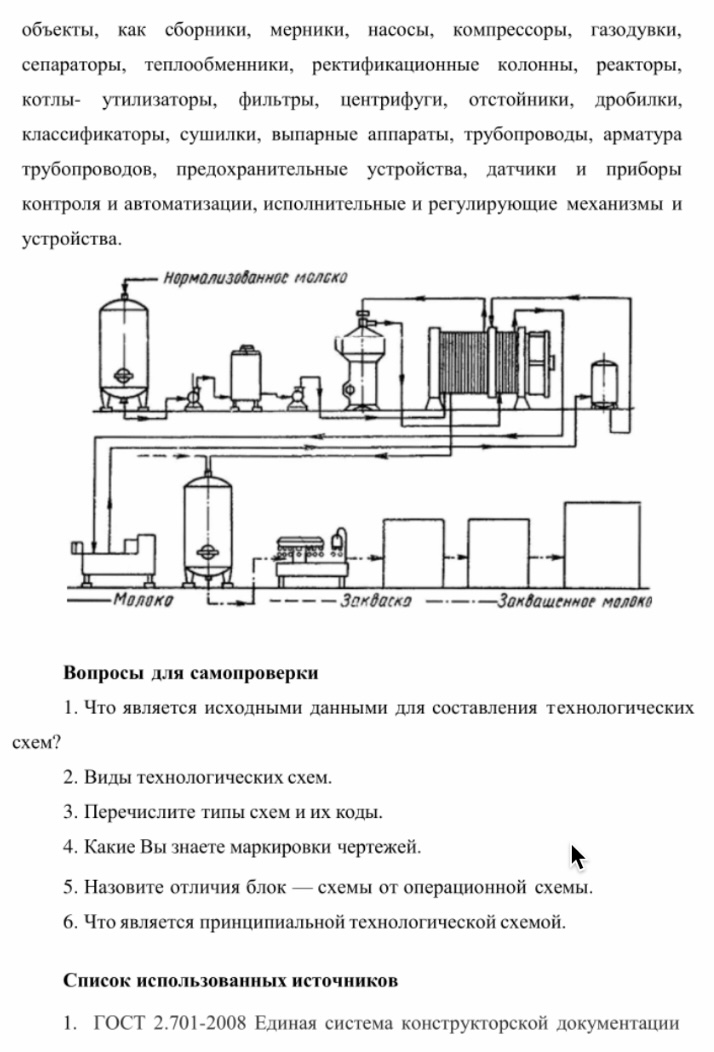 объекты, как сборники, мерники, насосы, компрессоры, газодувки,
сепараторы, теплообменники, ректификационные колонны, реакторы,
котлы- утилизаторы, фильтры, центрифуги, отстойники, дробилки,
классификаторы, сушилки, выпарные аппараты, трубопроводы, арматура
трубопроводов, предохранительные устройства, датчики и приборы
контроля и автоматизации, исполнительные и регулирующие механизмы и
устройства.
Нормализованное молоко
Молоко
Закваска
Заквашенное молоко
Вопросы для самопроверки
1. Что является исходными данными для составления технологических
схем?
2. Виды технологических схем.
3. Перечислите типы схем и их коды.
4. Какие Вы знаете маркировки чертежей.
5. Назовите отличия блок — схемы от операционной схемы.
6. Что является принципиальной технологической схемой.
Список использованных источников
1. ГОСТ 2.701-2008 Единая система конструкторской документации